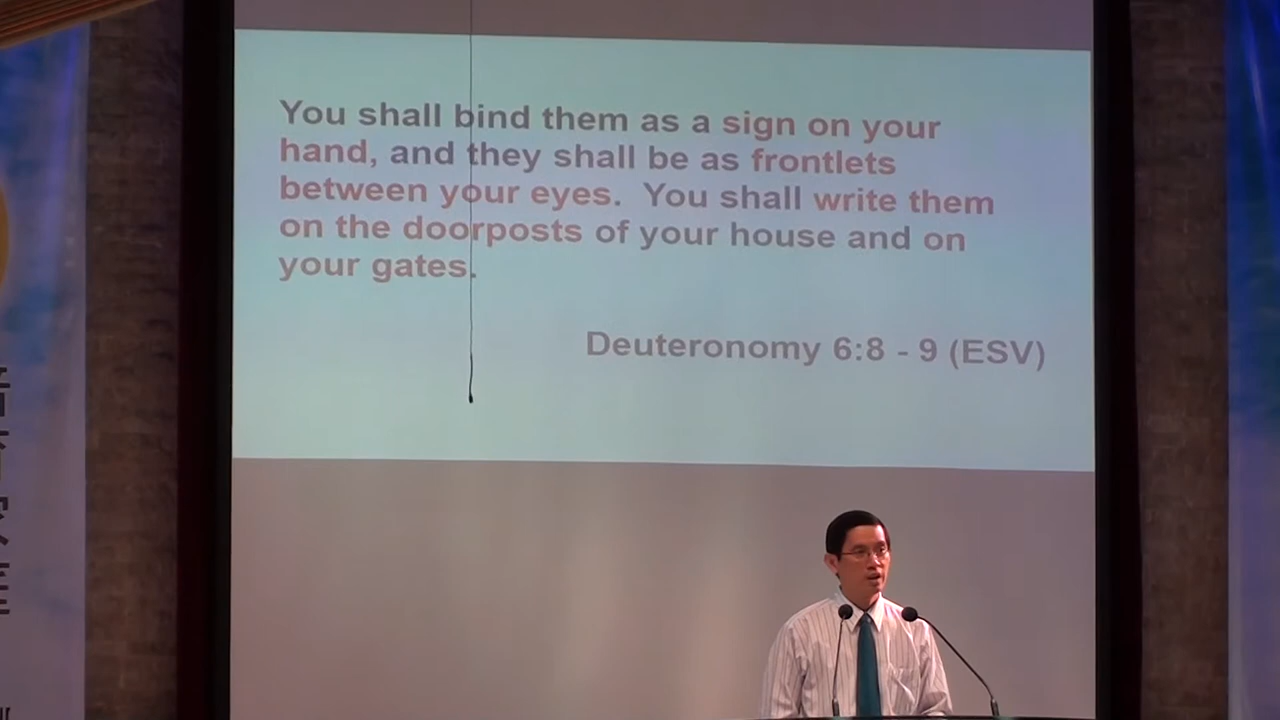 You shall bind them as a sign on your
hand, and they shall be as frontlets
between your eyes.  You shall write them
on the doorposts of your house and on
your gates.
Deuteronomy 6:8 - 9 (ESV)